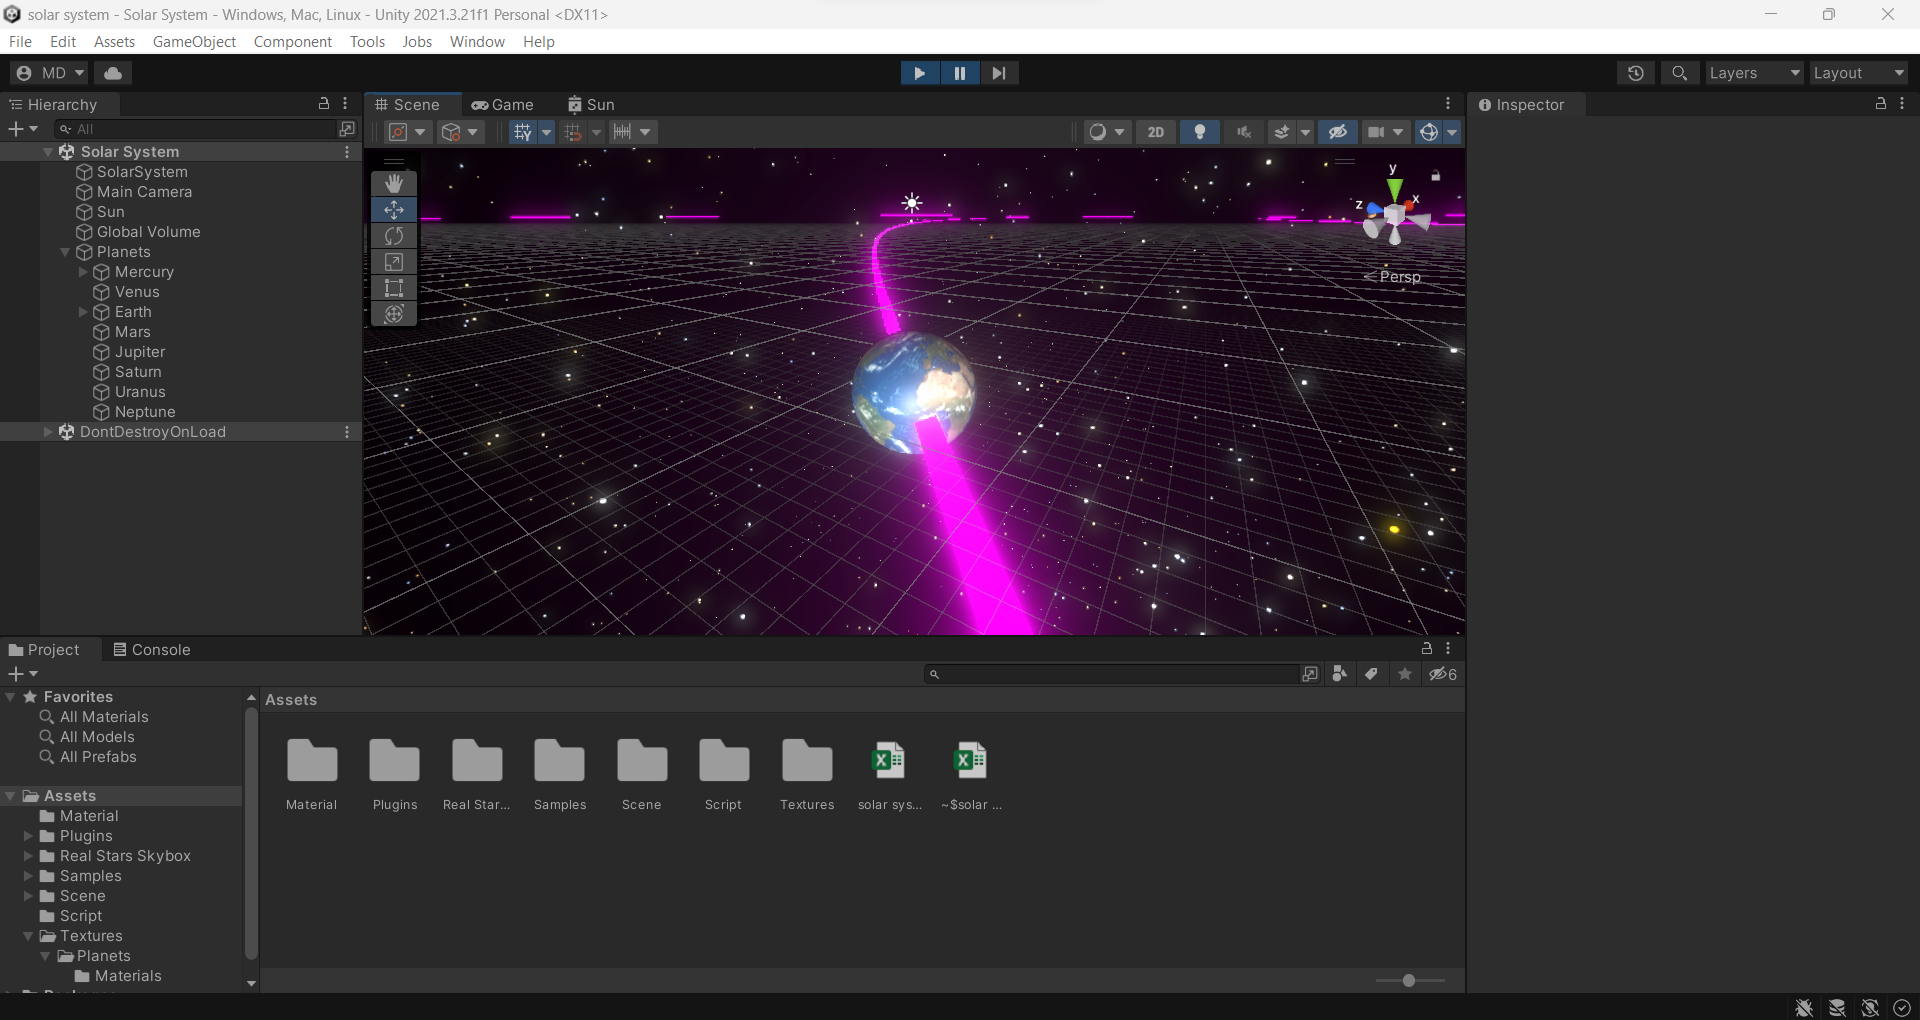 solar system - Solar System - Windows, Mac, Linux - Unity 2021.3.21f1 Personal <DX11>
File Edit Assets GameObject Component Tools Jobs Window Help
MD Layers Layout
Hierarchy
All
Solar System
SolarSystem
Main Camera
Sun
Global Volume
Planets
Mercury
Venus
Earth
Mars
Jupiter
Saturn
Uranus
Neptune
DontDestroyOnLoad
Scene Game Sun
2D
y
z x
Persp
Inspector
Project Console
6
Favorites
All Materials
All Models
All Prefabs
Assets
Material
Plugins
Real Stars Skybox
Samples
Scene
Script
Textures
Planets
Materials
Assets
Material Plugins Real Star... Samples Scene Script Textures solar sys... ~$solar ...